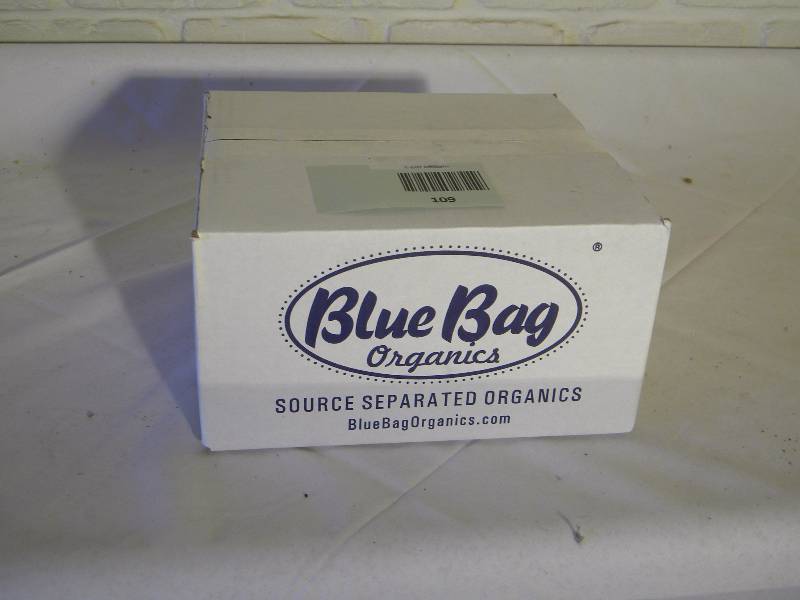 109
®
Blue Bag
Organics
SOURCE SEPARATED ORGANICS
BlueBagOrganics.com